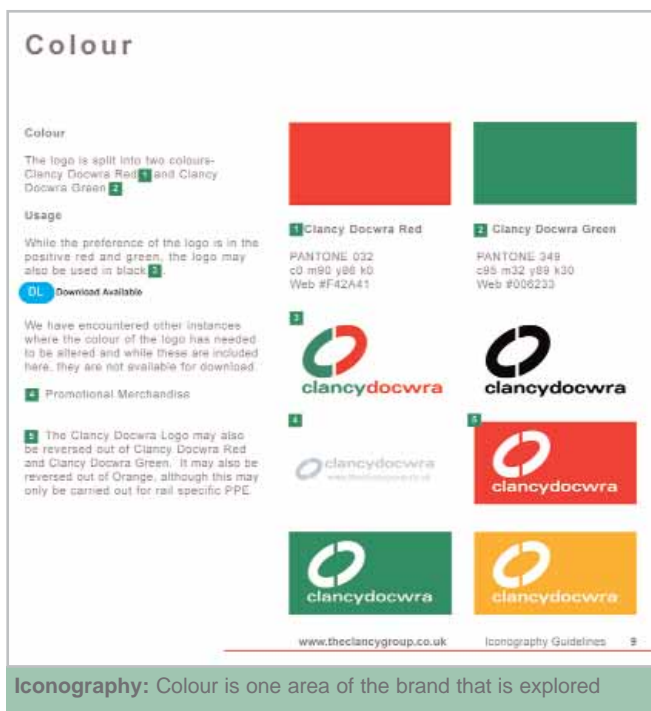 Colour
Colour
The logo is split into two colours-
Clancy Docwra Red 1 and Clancy
Docwra Green 2
Usage
While the preference of the logo is in the
positive red and green, the logo may
also be used in black 3.
DL Download Available
We have encountered other instances
where the colour of the logo has needed
to be altered and while these are included
here, they are not available for download.
4 Promotional Merchandise
5 The Clancy Docwra Logo may also
be reversed out of Clancy Docwra Red
and Clancy Docwra Green. It may also be
reversed out of Orange, although this may
only be carried out for rail specific PPE
1 Clancy Docwra Red
PANTONE 032
c0 m90 y86 k0
Web #F42A41
2 Clancy Docwra Green
PANTONE 349
c95 m32 y89 k30
Web #006233
3
clancydocwra
clancydocwra
4
clancydocwra
5
clancydocwra
clancydocwra
clancydocwra
www.theclancygroup.co.uk Iconography Guidelines 9
Iconography: Colour is one area of the brand that is explored